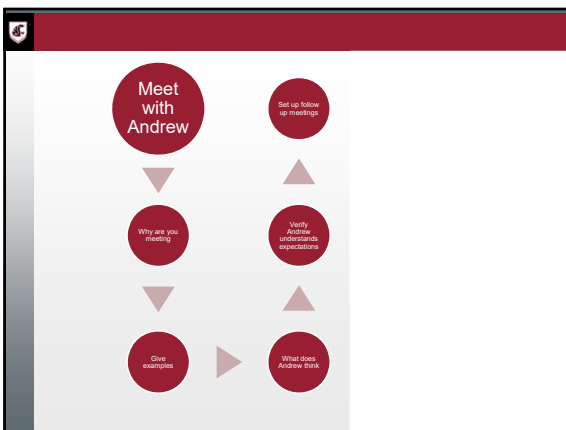 Meet
with
Andrew
Why are you
meeting
Give
examples
What does
Andrew think
Verify
Andrew
understands
expectations
Set up follow
up meetings